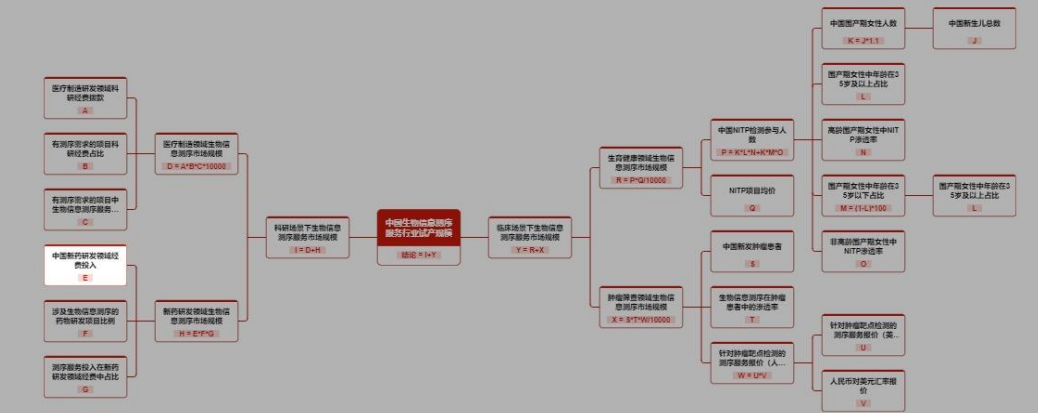 中国围产期女性人数
K = J*1.1
中国新生儿总数
J
围产期女性中年龄在3
5岁及以上占比
L
高龄围产期女性中NIT
P渗透率
N
围产期女性中年龄在3
5岁以下占比
M = (1-L)*100
围产期女性中年龄在3
5岁及以上占比
L
非高龄围产期女性中
NITP渗透率
O
中国NITP检测参与人
数
P = K*L*N+K*M*O
NITP项目均价
Q
生育健康领域生物信
息测序市场规模
R = P*Q/10000
医疗制造研发领域科
研经费拨款
A
有测序需求的项目科
研经费占比
B
有测序需求的项目中
生物信息测序服务...
C
医疗制造领域生物信
息测序市场规模
D = A*B*C*10000
科研场景下生物信息
测序服务市场规模
I = D+H
中国生物信息测序
服务行业试产规模
结论 = I+Y
临床场景下生物信息
测序服务市场规模
Y = R+X
中国新药研发领域经
费投入
E
涉及生物信息测序的
药物研发项目比例
F
测序服务投入在新药
研发领域经费中占比
G
新药研发领域生物信
息测序市场规模
H = E*F*G
肿瘤筛查领域生物信
息测序市场规模
X = S*T*W/10000
中国新发肿瘤患者
S
生物信息测序在肿瘤
患者中的渗透率
T
针对肿瘤靶点检测的
测序服务报价（人...
W = U*V
针对肿瘤靶点检测的
测序服务报价（美...
U
人民币对美元汇率报
价
V